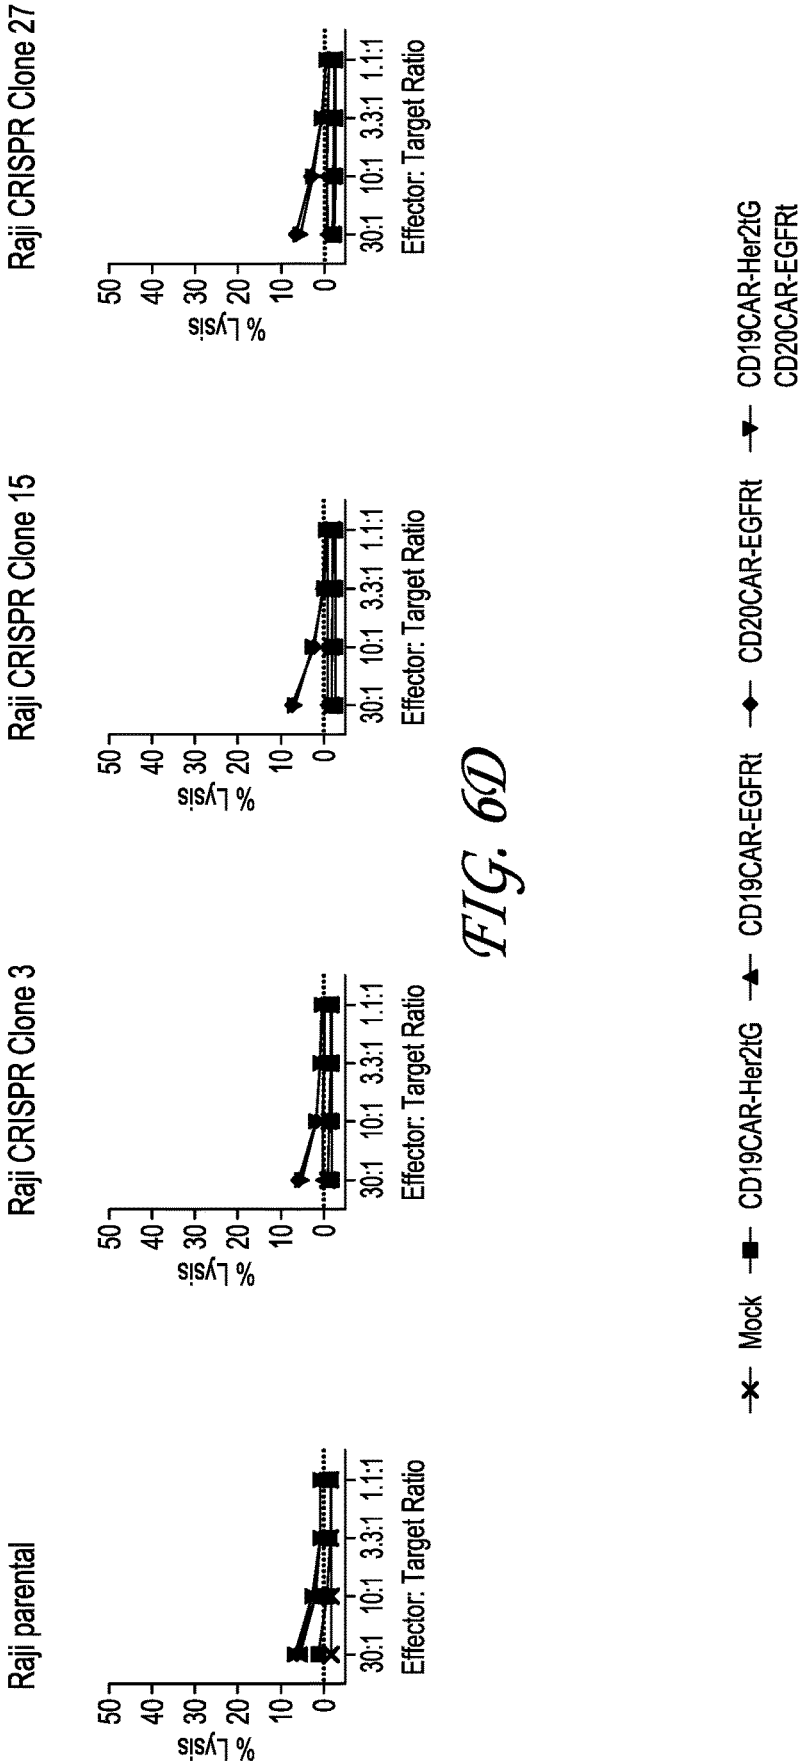 Raji parental
50
40
30
20
10
0
% Lysis
30:1 10:1 3.3:1 1.1:1
Effector: Target Ratio
Raji CRISPR Clone 3
50
40
30
20
10
0
% Lysis
30:1 10:1 3.3:1 1.1:1
Effector: Target Ratio
Raji CRISPR Clone 15
50
40
30
20
10
0
% Lysis
30:1 10:1 3.3:1 1.1:1
Effector: Target Ratio
Raji CRISPR Clone 27
50
40
30
20
10
0
% Lysis
30:1 10:1 3.3:1 1.1:1
Effector: Target Ratio
FIG. 6D
Mock
CD19CAR-Her2tG
CD19CAR-EGFRt
CD20CAR-EGFRt
CD19CAR-Her2tG
CD20CAR-EGFRt